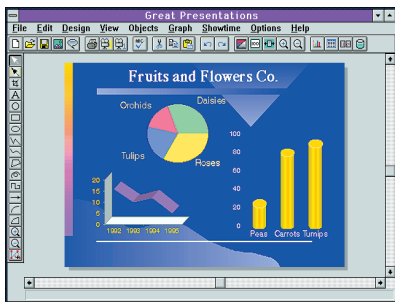 Great Presentations
File Edit Design View Objects Graph Showtime Options Help
Fruits and Flowers Co.
Orchids Daisies
Tulips Roses
20
15
10
5
0
1992 1993 1994 1995
100
80
60
40
20
0
Peas Carrots Turnips